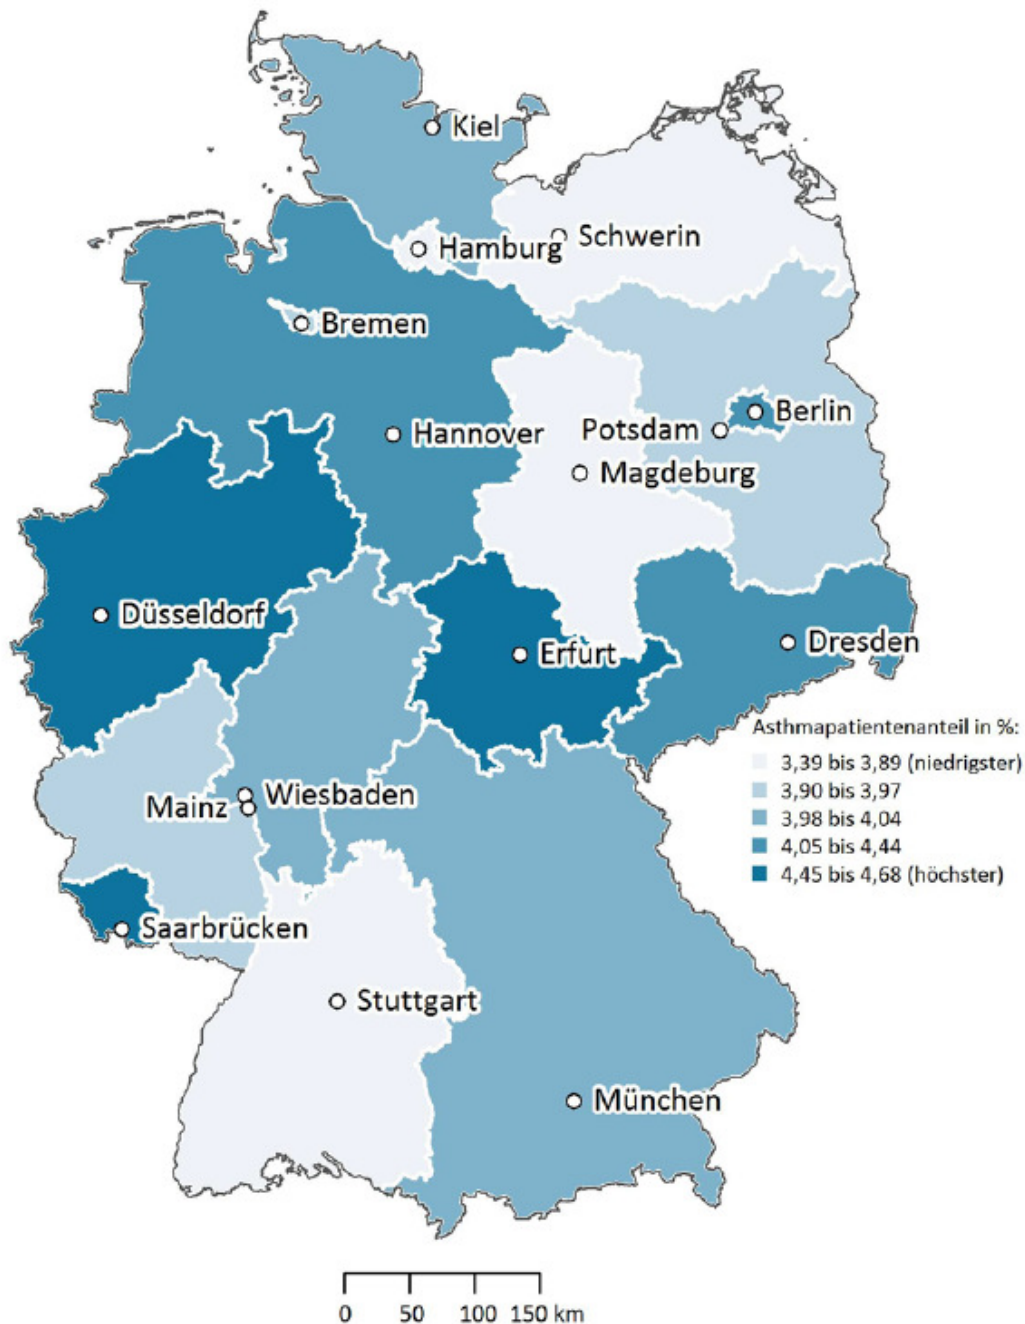 Kiel
Schwerin
Hamburg
Bremen
Berlin
Hannover
Potsdam
Magdeburg
Düsseldorf
Erfurt
Dresden
Asthmapatientenanteil in %:
3,39 bis 3,89 (niedrigster)
3,90 bis 3,97
3,98 bis 4,04
4,05 bis 4,44
4,45 bis 4,68 (höchster)
Wiesbaden
Mainz
Saarbrücken
Stuttgart
München
0 50 100 150 km